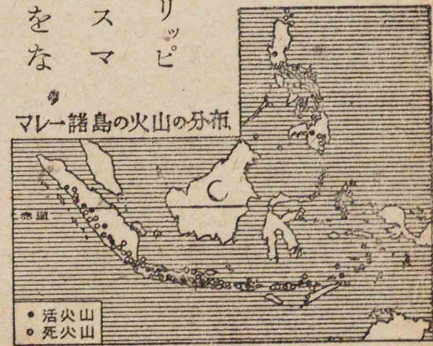 リッピ
スマ
をな
マレー諸島の火山の分布
赤道
• 活火山
○ 死火山